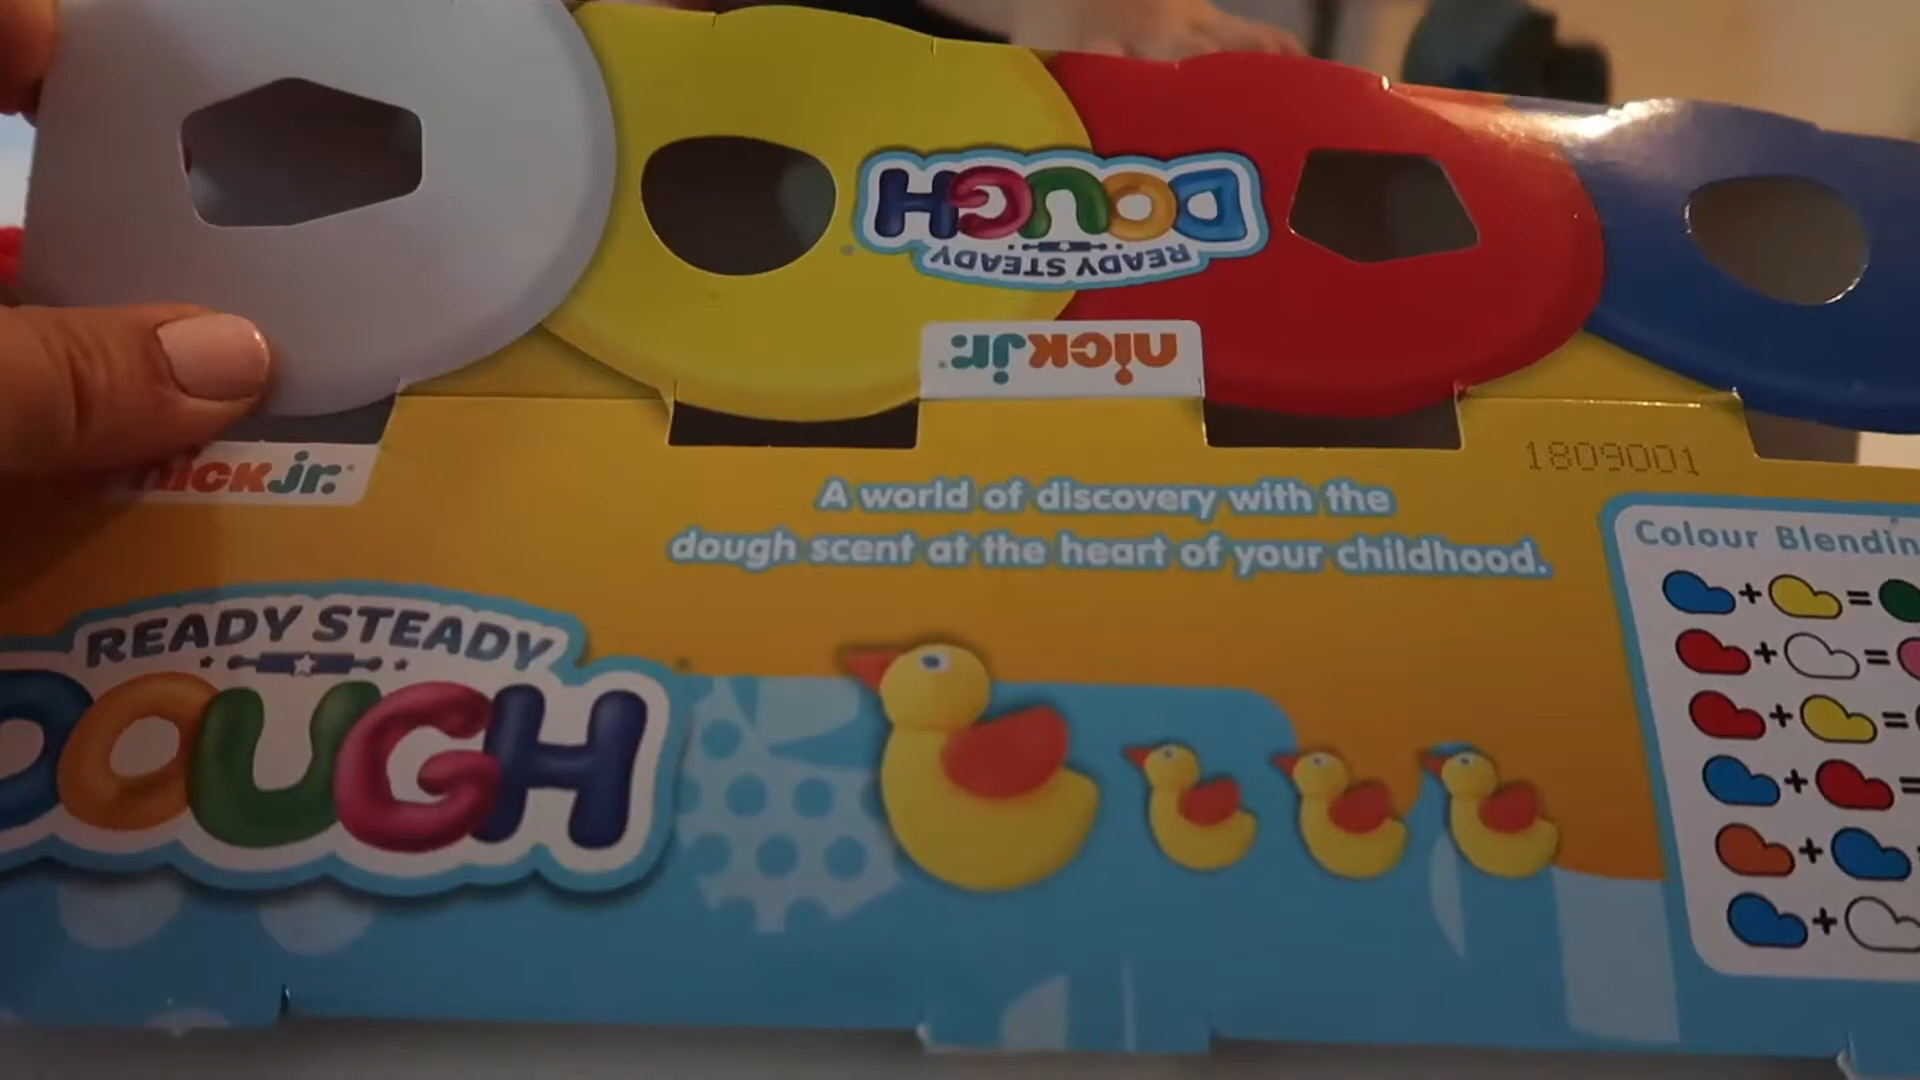 DOUGH
READY STEADY
nick jr.
1809001
nick jr.
A world of discovery with the
dough scent at the heart of your childhood.
Colour
READY STEADY
DOUGH
+ =
+ =
+ =
+ =
+
+